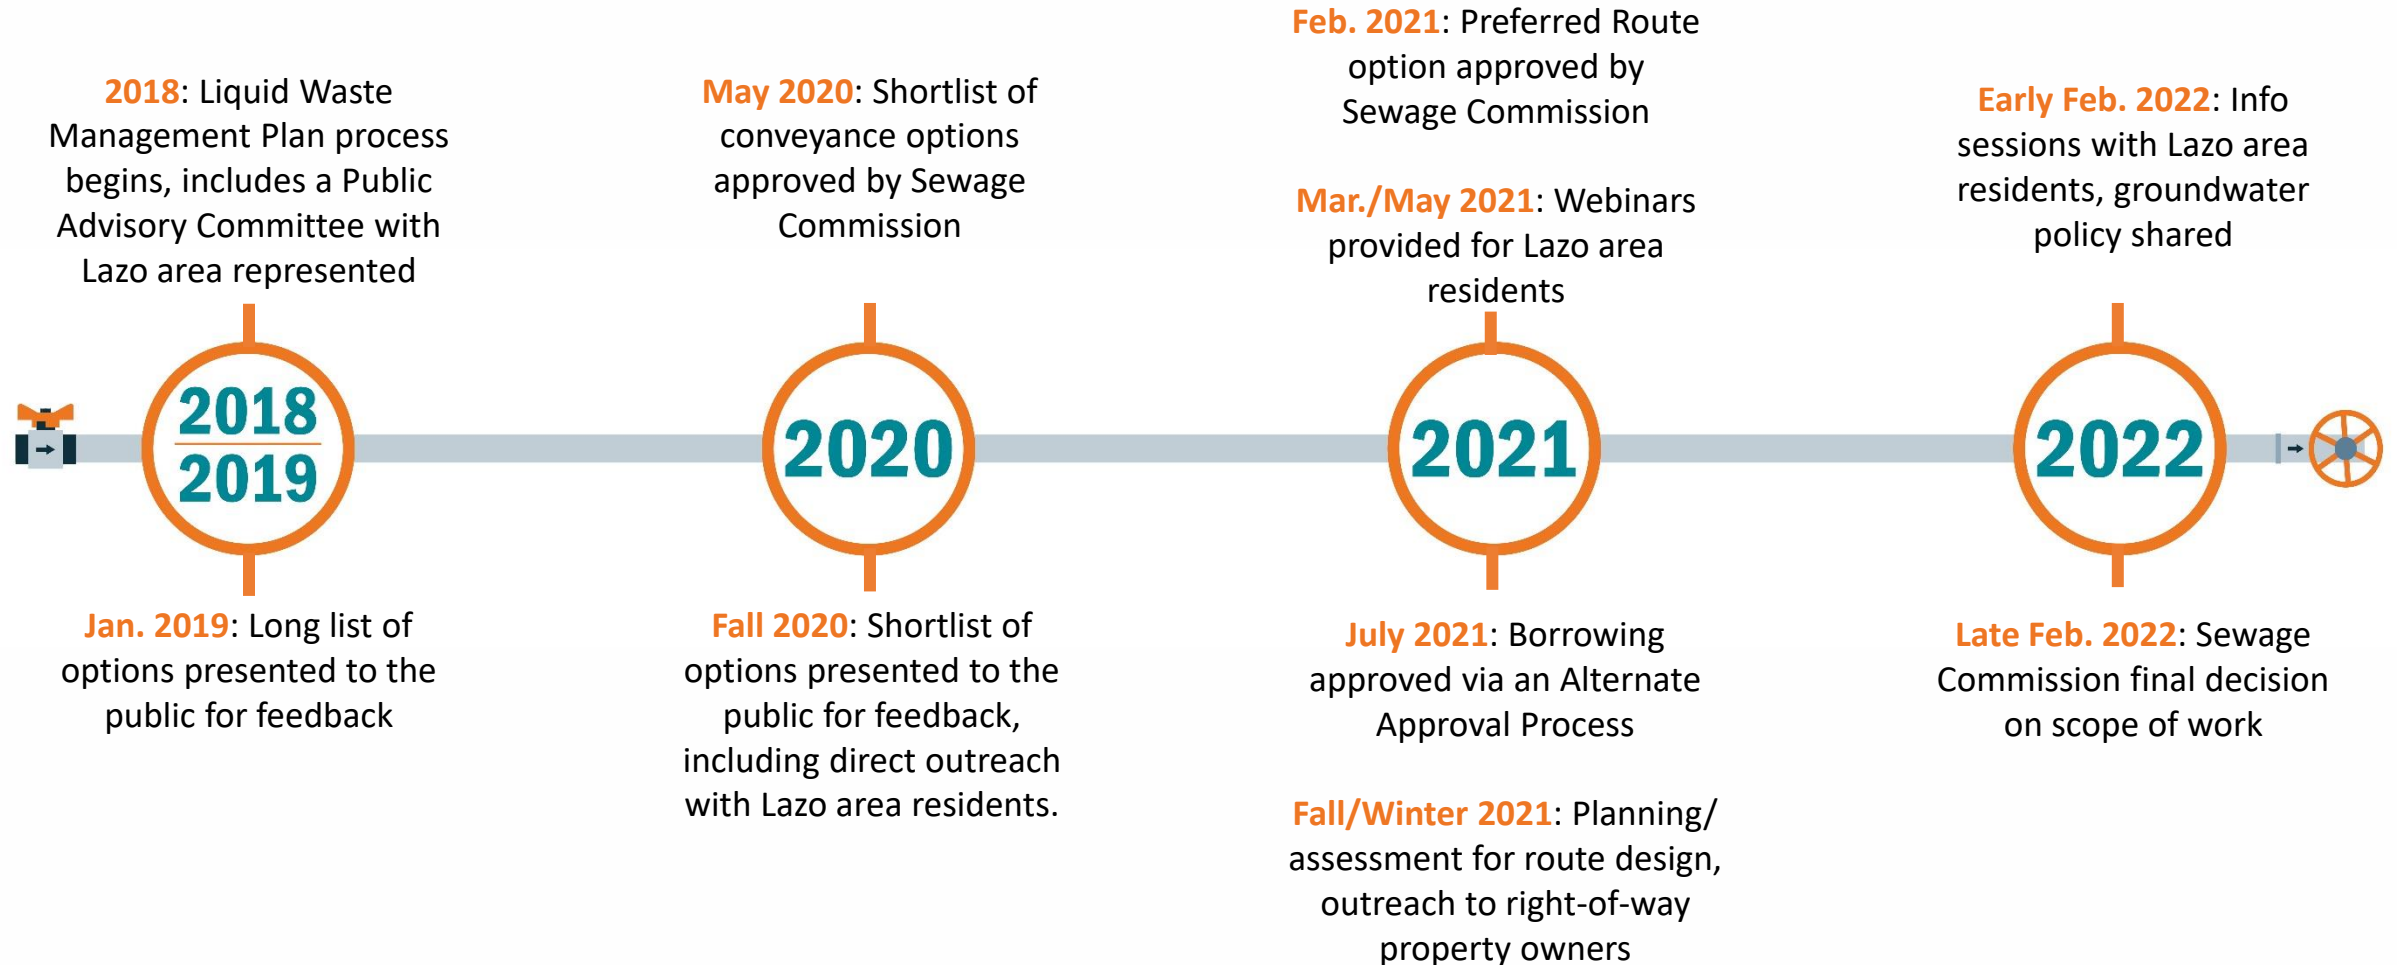 2018: Liquid Waste
Management Plan process
begins, includes a Public
Advisory Committee with
Lazo area represented
2018
2019
Jan. 2019: Long list of
options presented to the
public for feedback
May 2020: Shortlist of
conveyance options
approved by Sewage
Commission
2020
Fall 2020: Shortlist of
options presented to the
public for feedback,
including direct outreach
with Lazo area residents.
Feb. 2021: Preferred Route
option approved by
Sewage Commission
Mar./May 2021: Webinars
provided for Lazo area
residents
2021
July 2021: Borrowing
approved via an Alternate
Approval Process
Fall/Winter 2021: Planning/
assessment for route design,
outreach to right-of-way
property owners
Early Feb. 2022: Info
sessions with Lazo area
residents, groundwater
policy shared
2022
Late Feb. 2022: Sewage
Commission final decision
on scope of work